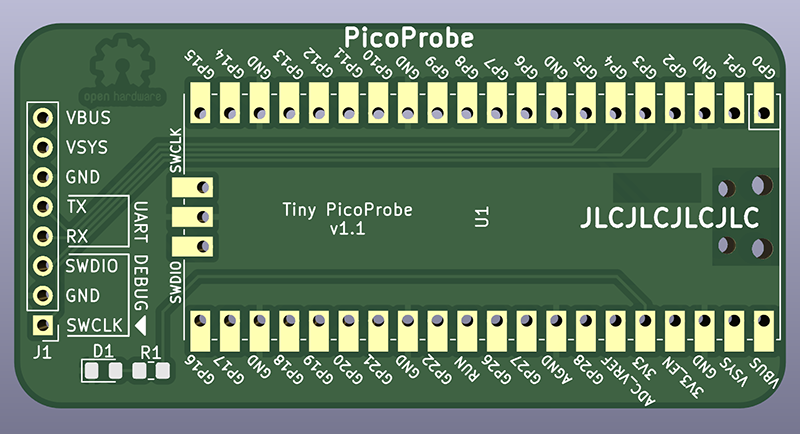 PicoProbe
GP15
GP14
GND
GP13
GP12
GP11
GP10
GND
GP9
GP8
GP7
GP6
GND
GP5
GP4
GP3
GP2
GND
GP1
GP0
open hardware
VBUS
VSYS
GND
TX
RX
UART
SWDIO
GND
SWCLK
DEBUG
J1
D1
R1
SWCLK
SWDIO
Tiny PicoProbe
v1.1
U1
JLCJLCJLCJLC
GP16
GP17
GND
GP18
GP19
GP20
GP21
GND
GP22
RUN
GP26
GP27
AGND
GP28
ADC_VREF
3V3
3V3_EN
GND
VSYS
VBUS